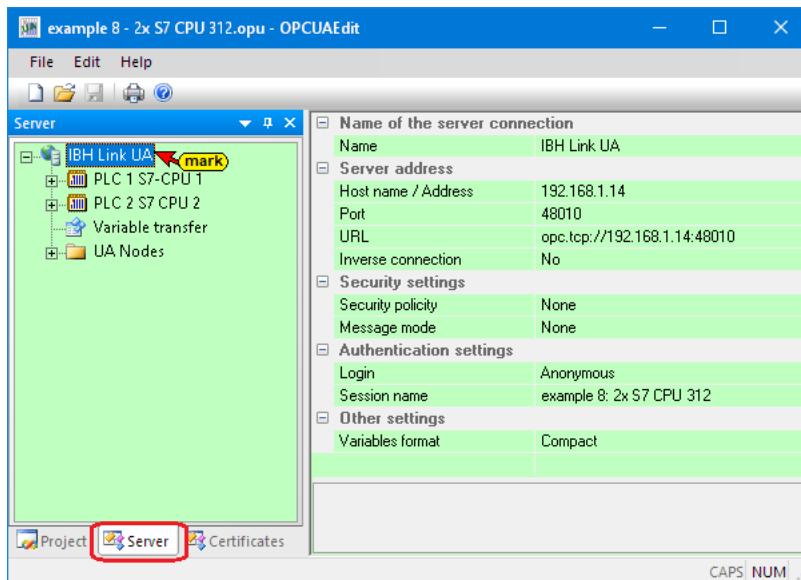 example 8 - 2x S7 CPU 312.opu - OPCUAEdit
File Edit Help
Server
IBH Link UA
mark
PLC 1 S7-CPU 1
PLC 2 S7 CPU 2
Variable transfer
UA Nodes
Name of the server connection
Name IBH Link UA
Server address
Host name / Address 192.168.1.14
Port 48010
URL opc.tcp://192.168.1.14:48010
Inverse connection No
Security settings
Security policity None
Message mode None
Authentication settings
Login Anonymous
Session name example 8: 2x S7 CPU 312
Other settings
Variables format Compact
Project Server Certificates
CAPS NUM